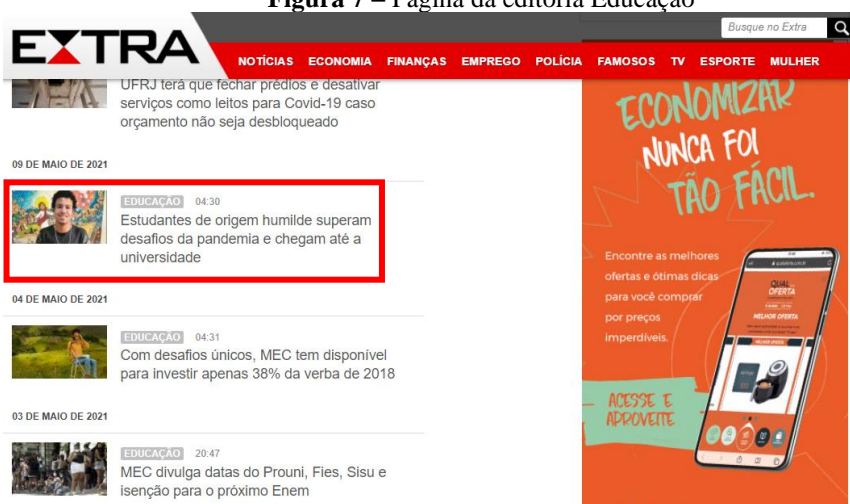 Figura 7 – Página da editoria Educação
EXTRA
Busque no Extra
NOTÍCIAS ECONOMIA FINANÇAS EMPREGO POLÍCIA FAMOSOS TV ESPORTE MULHER
UFRJ terá que fechar prédios e desativar
serviços como leitos para Covid-19 caso
orçamento não seja desbloqueado
09 DE MAIO DE 2021
EDUCAÇÃO 04:30
Estudantes de origem humilde superam
desafios da pandemia e chegam até a
universidade
04 DE MAIO DE 2021
EDUCAÇÃO 04:31
Com desafios únicos, MEC tem disponível
para investir apenas 38% da verba de 2018
03 DE MAIO DE 2021
EDUCAÇÃO 20:47
MEC divulga datas do Prouni, Fies, Sisu e
isenção para o próximo Enem
ECONOMIZAR
NUNCA FOI
TÃO FÁCIL.
Encontre as melhores
ofertas e ótimas dicas
para você comprar
por preços
imperdíveis.
QUAL
OFERTA
MELHOR OFERTA
ACESSE E
APROVEITE